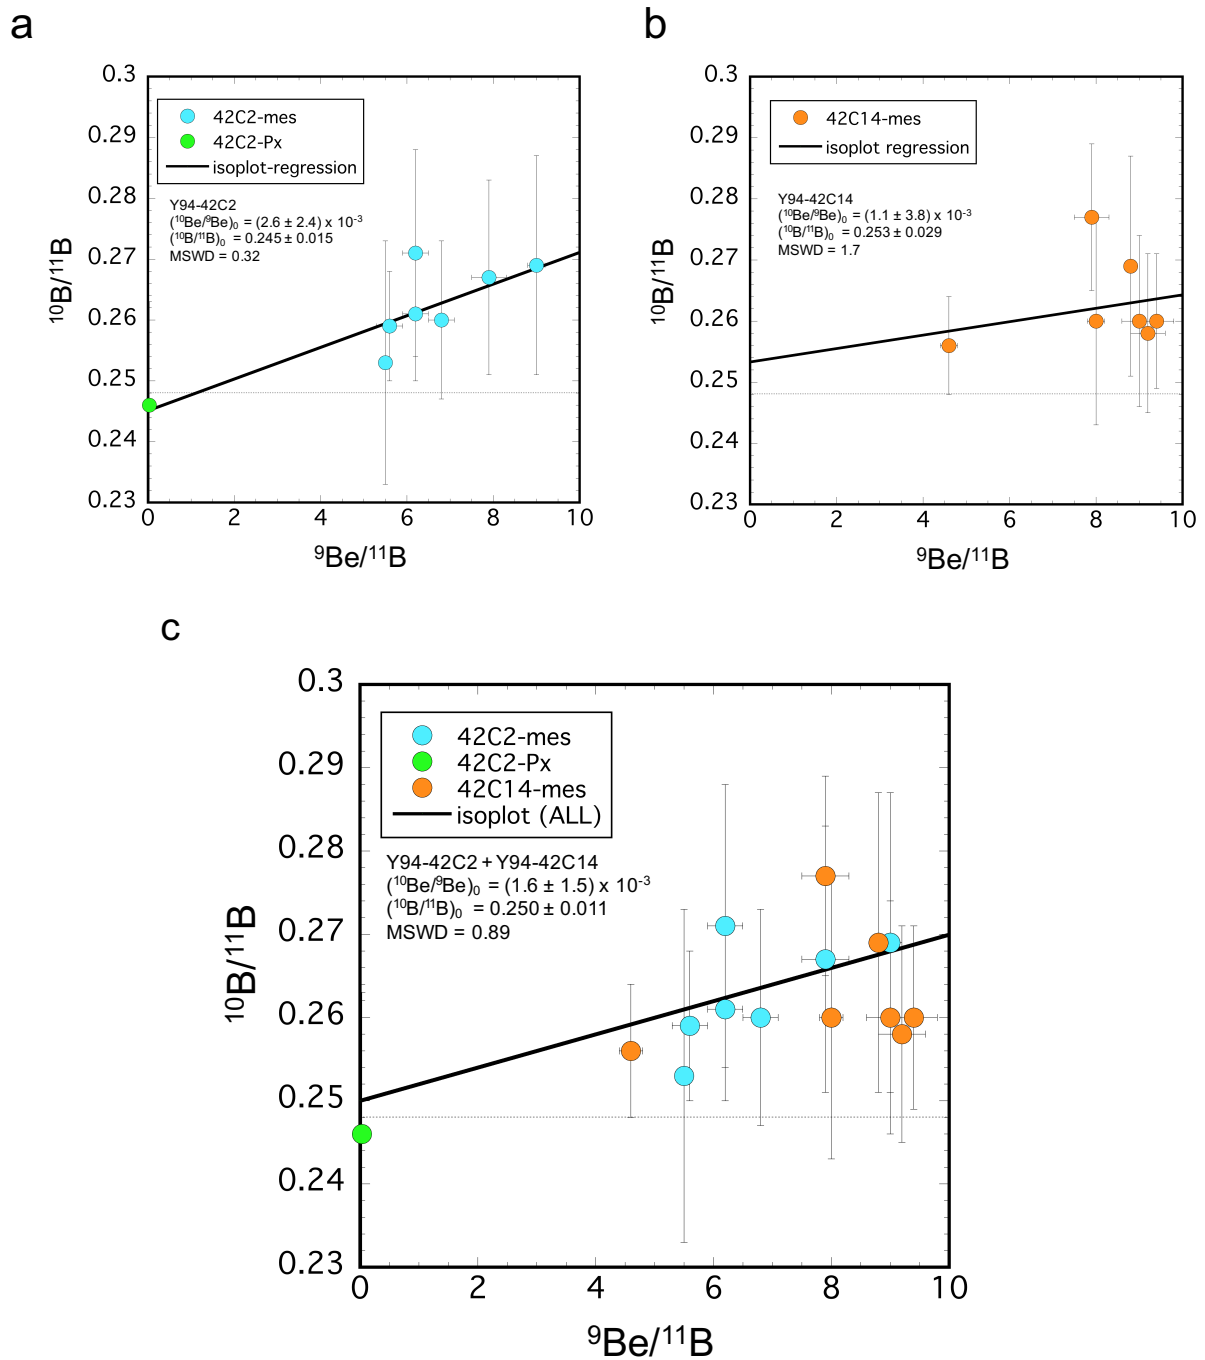 a
0.3
0.29
0.28
0.27
0.26
0.25
0.24
0.23
¹⁰B/¹¹B
42C2-mes
42C2-Px
isoplot-regression
Y94-42C2
(¹⁰Be/⁹Be)₀ = (2.6 ± 2.4) x 10⁻³
(¹⁰B/¹¹B)₀ = 0.245 ± 0.015
MSWD = 0.32
0 2 4 6 8 10
⁹Be/¹¹B
b
0.3
0.29
0.28
0.27
0.26
0.25
0.24
0.23
¹⁰B/¹¹B
42C14-mes
isoplot regression
Y94-42C14
(¹⁰Be/⁹Be)₀ = (1.1 ± 3.8) x 10⁻³
(¹⁰B/¹¹B)₀ = 0.253 ± 0.029
MSWD = 1.7
0 2 4 6 8 10
⁹Be/¹¹B
c
0.3
0.29
0.28
0.27
0.26
0.25
0.24
0.23
¹⁰B/¹¹B
42C2-mes
42C2-Px
42C14-mes
isoplot (ALL)
Y94-42C2 + Y94-42C14
(¹⁰Be/⁹Be)₀ = (1.6 ± 1.5) x 10⁻³
(¹⁰B/¹¹B)₀ = 0.250 ± 0.011
MSWD = 0.89
0 2 4 6 8 10
⁹Be/¹¹B